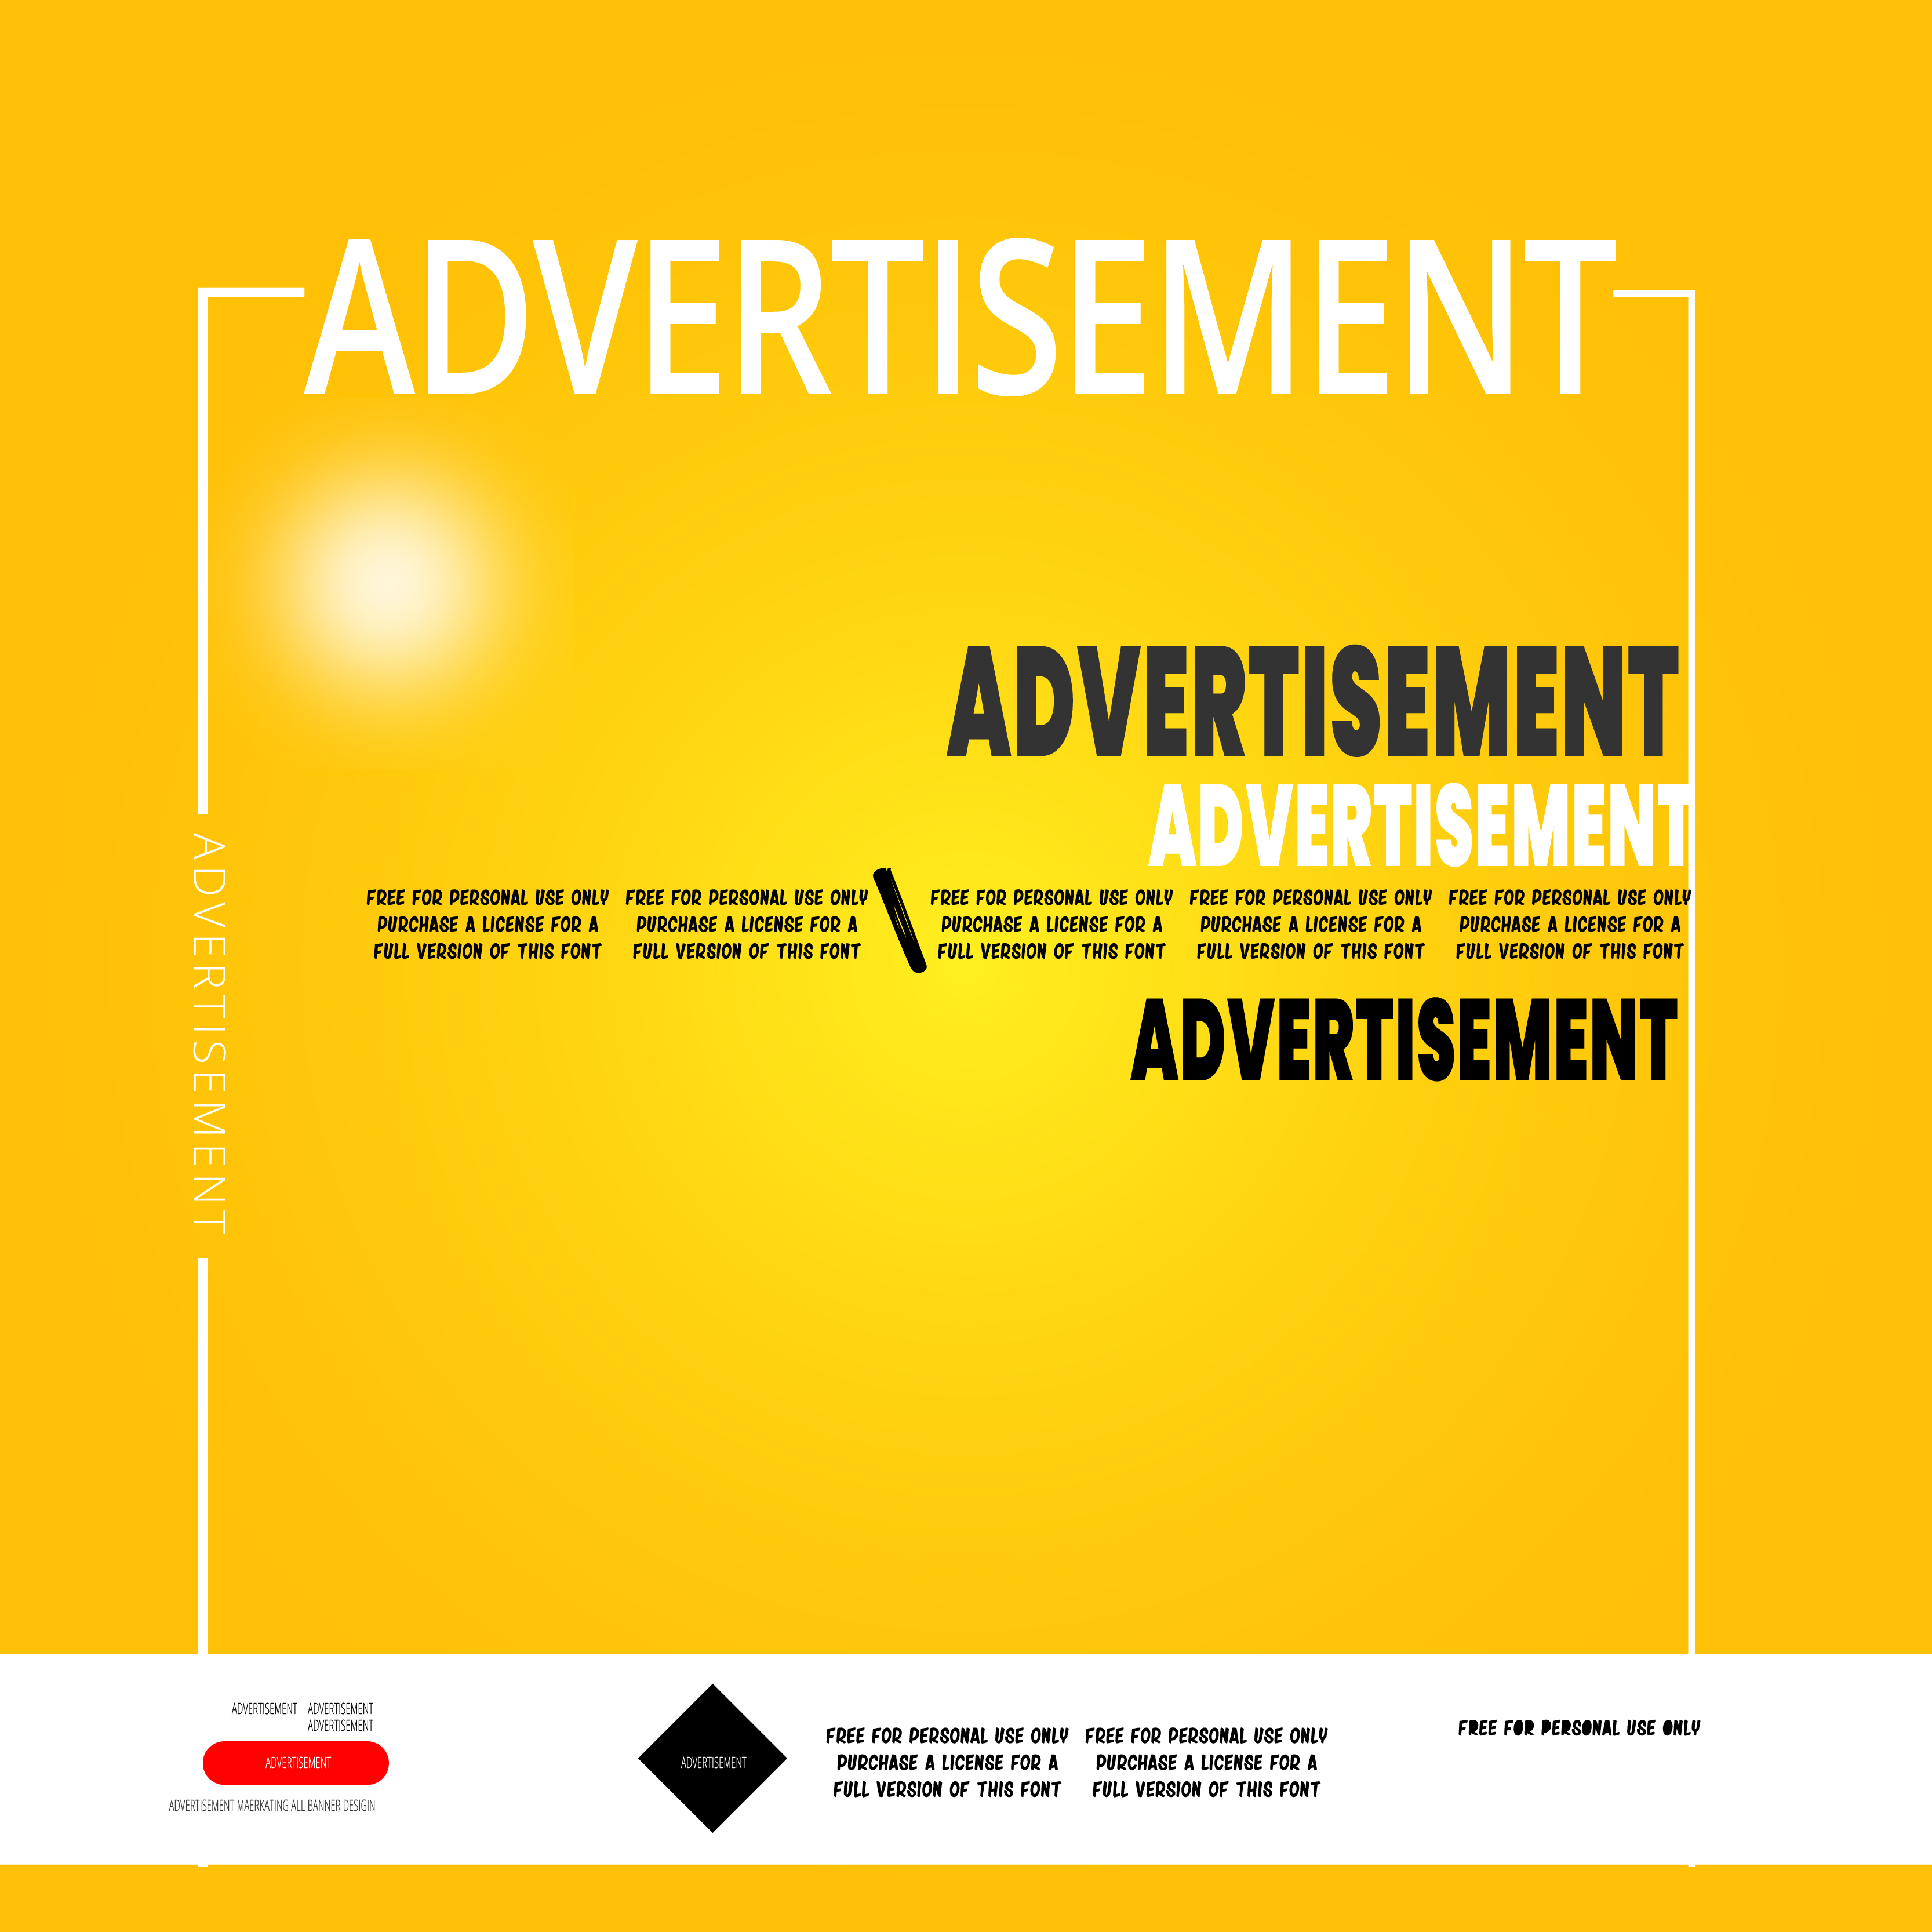 ADVERTISEMENT
ADVERTISEMENT
ADVERTISEMENT
ADVERTISEMENT
FREE FOR PERSONAL USE ONLY FREE FOR PERSONAL USE ONLY \ FREE FOR PERSONAL USE ONLY FREE FOR PERSONAL USE ONLY FREE FOR PERSONAL USE ONLY
PURCHASE A LICENSE FOR A PURCHASE A LICENSE FOR A PURCHASE A LICENSE FOR A PURCHASE A LICENSE FOR A PURCHASE A LICENSE FOR A
FULL VERSION OF THIS FONT FULL VERSION OF THIS FONT FULL VERSION OF THIS FONT FULL VERSION OF THIS FONT FULL VERSION OF THIS FONT
ADVERTISEMENT
ADVERTISEMENT ADVERTISEMENT
ADVERTISEMENT
ADVERTISEMENT
ADVERTISEMENT MAERKATING ALL BANNER DESIGIN
ADVERTISEMENT
FREE FOR PERSONAL USE ONLY FREE FOR PERSONAL USE ONLY
PURCHASE A LICENSE FOR A PURCHASE A LICENSE FOR A
FULL VERSION OF THIS FONT FULL VERSION OF THIS FONT
FREE FOR PERSONAL USE ONLY